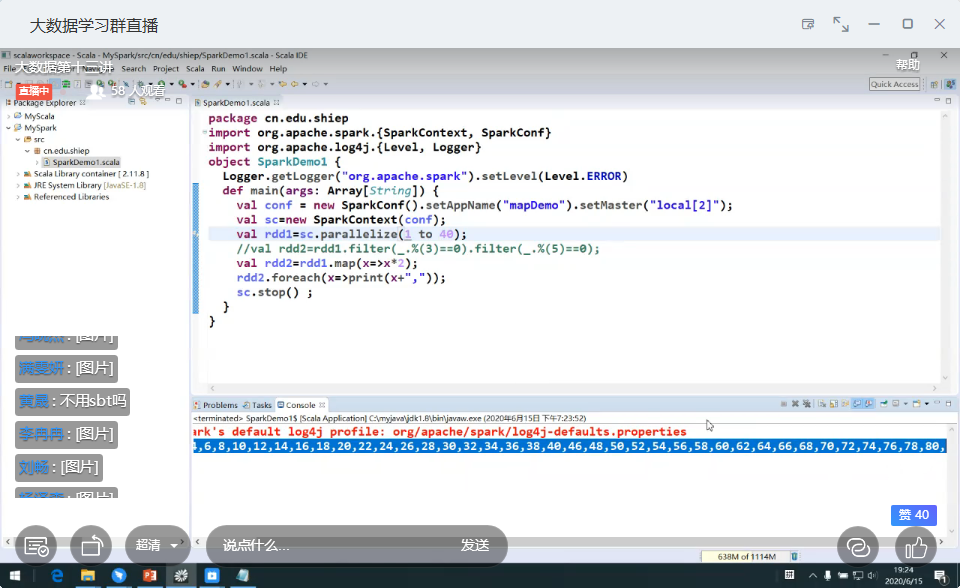 大数据学习群直播
scalaworkspace - Scala - MySpark/src/cn/edu/shiep/SparkDemo1.scala - Scala IDE
大数据第十三讲
Search Project Scala Run Window Help
帮助
直播中
58 人观看
Quick Access
Package Explorer
MyScala
MySpark
src
cn.edu.shiep
SparkDemo1.scala
Scala Library container [ 2.11.8 ]
JRE System Library [JavaSE-1.8]
Referenced Libraries
SparkDemo1.scala
package cn.edu.shiep
import org.apache.spark.{SparkContext, SparkConf}
import org.apache.log4j.{Level, Logger}
object SparkDemo1 {
Logger.getLogger("org.apache.spark").setLevel(Level.ERROR)
def main(args: Array[String]) {
val conf = new SparkConf().setAppName("mapDemo").setMaster("local[2]");
val sc=new SparkContext(conf);
val rdd1=sc.parallelize(1 to 40);
//val rdd2=rdd1.filter(_.%(3)==0).filter(_.%(5)==0);
val rdd2=rdd1.map(x=>x*2);
rdd2.foreach(x=>print(x+","));
sc.stop() ;
}
}
: [图片]
满雯妍 : [图片]
黄晟 : 不用sbt吗
李冉冉 : [图片]
刘畅 : [图片]
: [图片]
Problems Tasks Console
<terminated> SparkDemo1$ [Scala Application] C:\myjava\jdk1.8\bin\javaw.exe (2020年6月15日 下午7:23:52)
rk's default log4j profile: org/apache/spark/log4j-defaults.properties
,6,8,10,12,14,16,18,20,22,24,26,28,30,32,34,36,38,40,46,48,50,52,54,56,58,60,62,64,66,68,70,72,74,76,78,80,
赞 40
超清
说点什么...
发送
638M of 1114M
19:24
2020/6/15